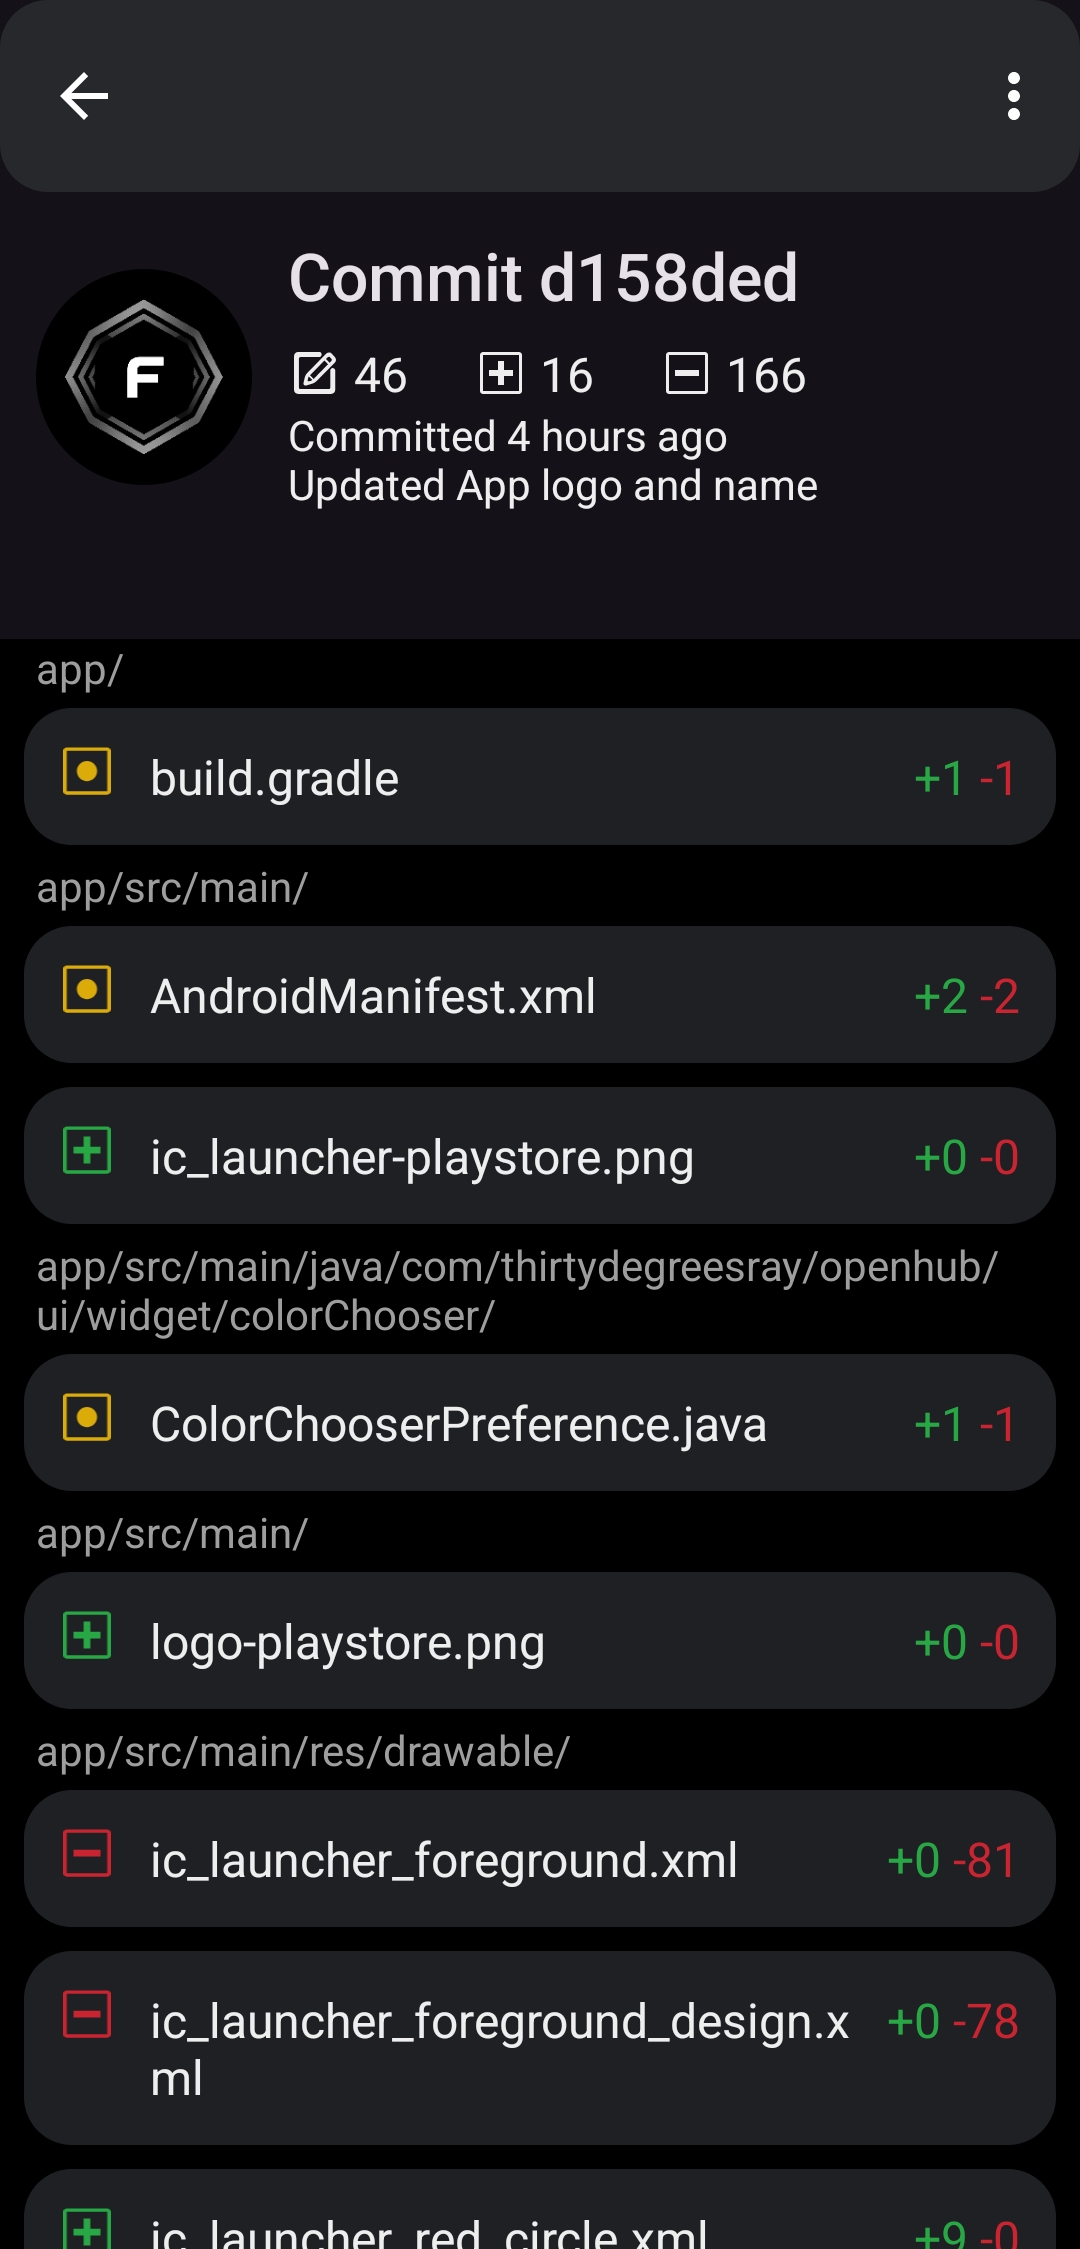 Commit d158ded
46 16 166
Committed 4 hours ago
Updated App logo and name
F
app/
build.gradle +1 -1
app/src/main/
AndroidManifest.xml +2 -2
ic_launcher-playstore.png +0 -0
app/src/main/java/com/thirtydegreesray/openhub/
ui/widget/colorChooser/
ColorChooserPreference.java +1 -1
app/src/main/
logo-playstore.png +0 -0
app/src/main/res/drawable/
ic_launcher_foreground.xml +0 -81
ic_launcher_foreground_design.x +0 -78
ml
ic_launcher_red_circle.xml +9 -0